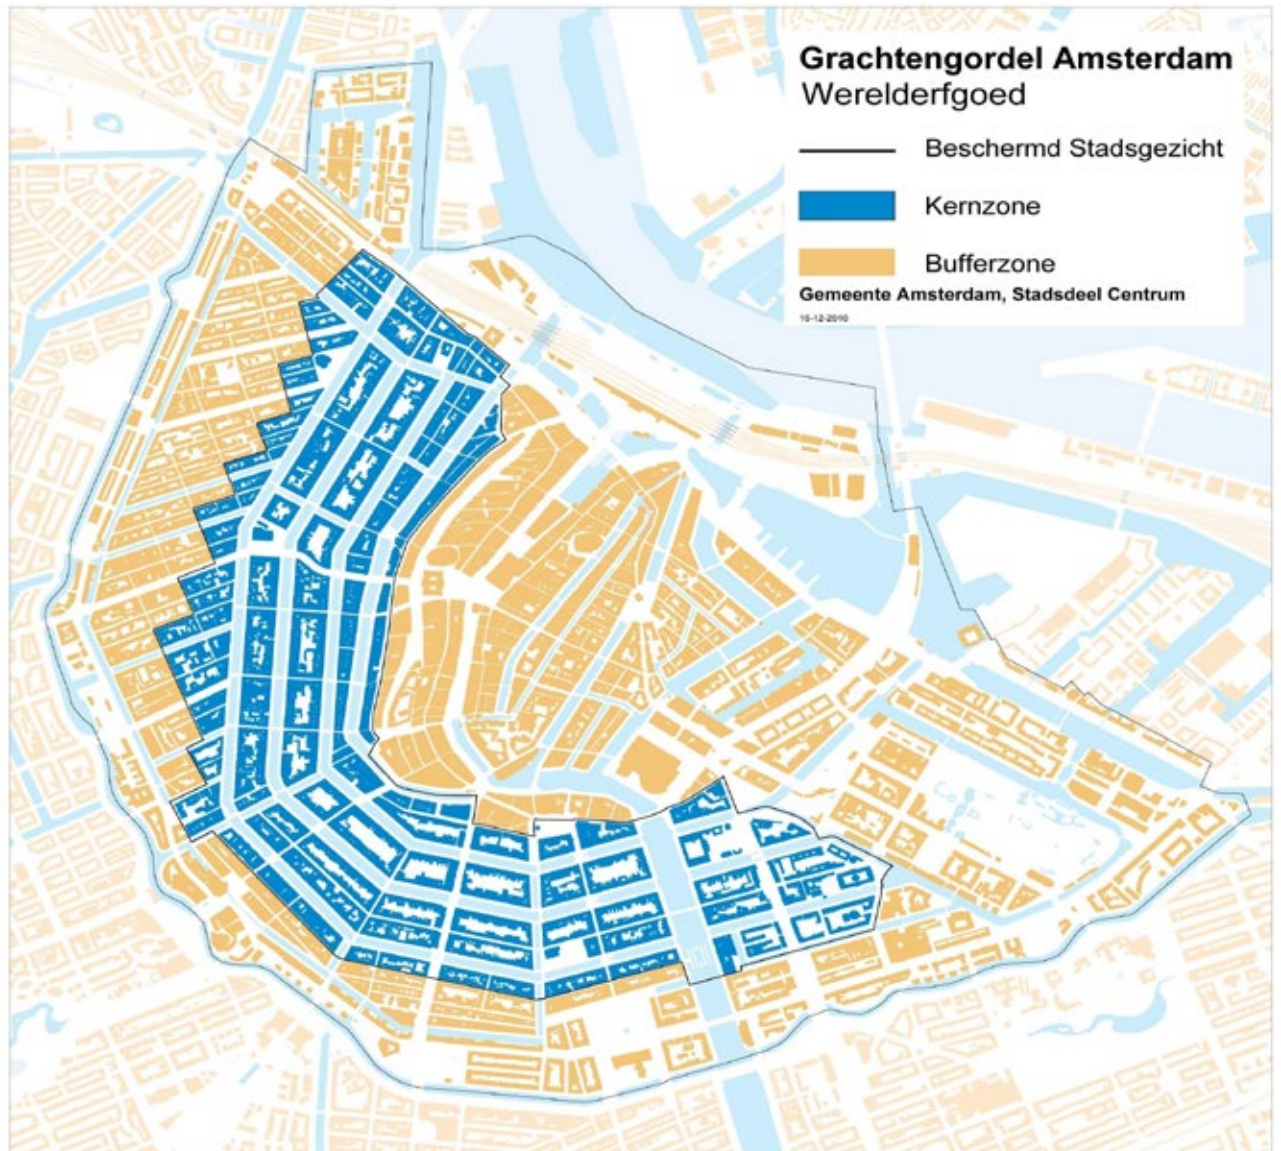 Grachtengordel Amsterdam
Werelderfgoed
Beschermd Stadsgezicht
Kernzone
Bufferzone
Gemeente Amsterdam, Stadsdeel Centrum
16-12-2010